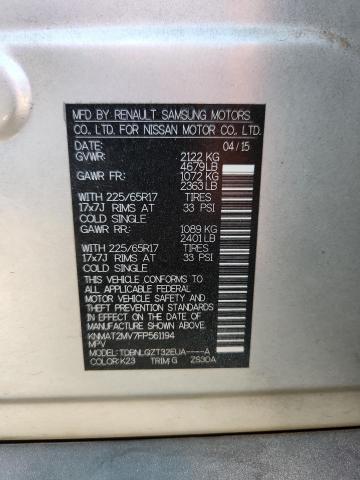 MFD BY RENAULT SAMSUNG MOTORS
CO., LTD. FOR NISSAN MOTOR CO., LTD.
DATE: 04/15
GVWR: 2122 KG
4679LB
GAWR FR: 1072 KG
2363 LB
WITH 225/65R17 TIRES
17x7J RIMS AT 33 PSI
COLD SINGLE
GAWR RR: 1089 KG
2401 LB
WITH 225/65R17 TIRES
17x7J RIMS AT 33 PSI
COLD SINGLE
THIS VEHICLE CONFORMS TO
ALL APPLICABLE FEDERAL
MOTOR VEHICLE SAFETY AND
THEFT PREVENTION STANDARDS
IN EFFECT ON THE DATE OF
MANUFACTURE SHOWN ABOVE.
KNMAT2MV7FP561194
MPV
MODEL:TDBNLGZT32EUA----A
COLOR:K23 TRIM:G ZS30A